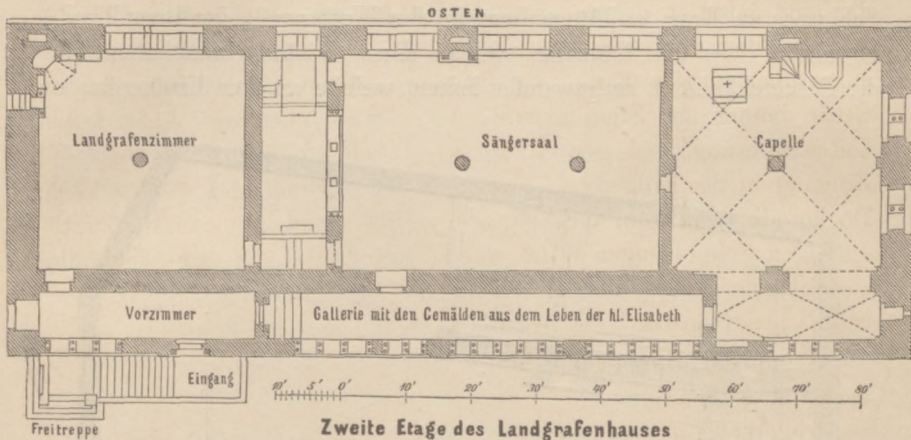 OSTEN
Landgrafenzimmer
Sängersaal
Capelle
Vorzimmer
Gallerie mit den Gemälden aus dem Leben der hl. Elisabeth
Eingang
10' 5' 0' 10' 20' 30' 40' 50' 60' 70' 80'
Freitreppe
Zweite Etage des Landgrafenhauses